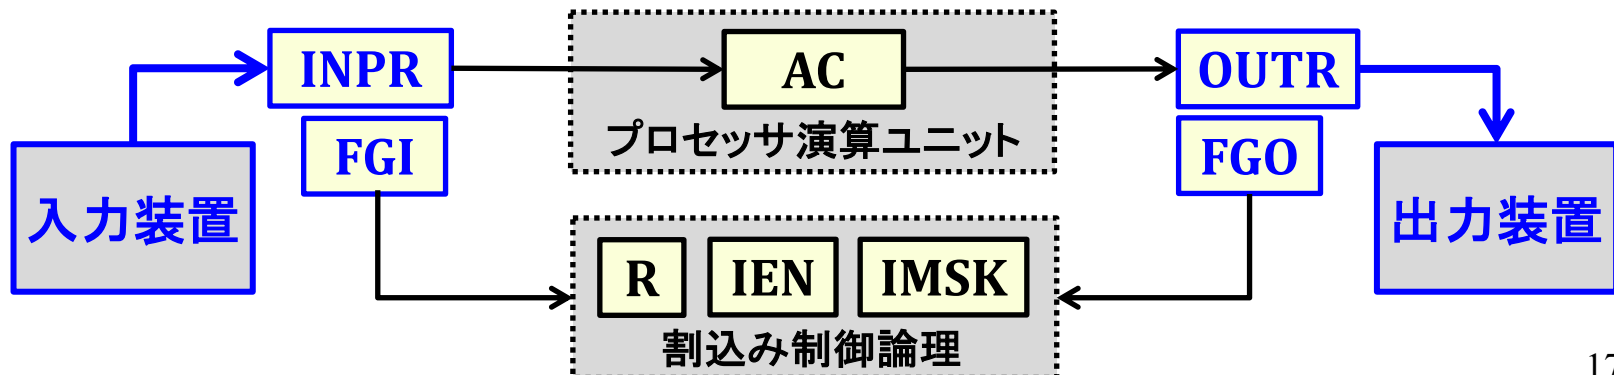 INPR
AC
OUTR
プロセッサ演算ユニット
FGI
FGO
入力装置
出力装置
R
IEN
IMSK
割込み制御論理
17